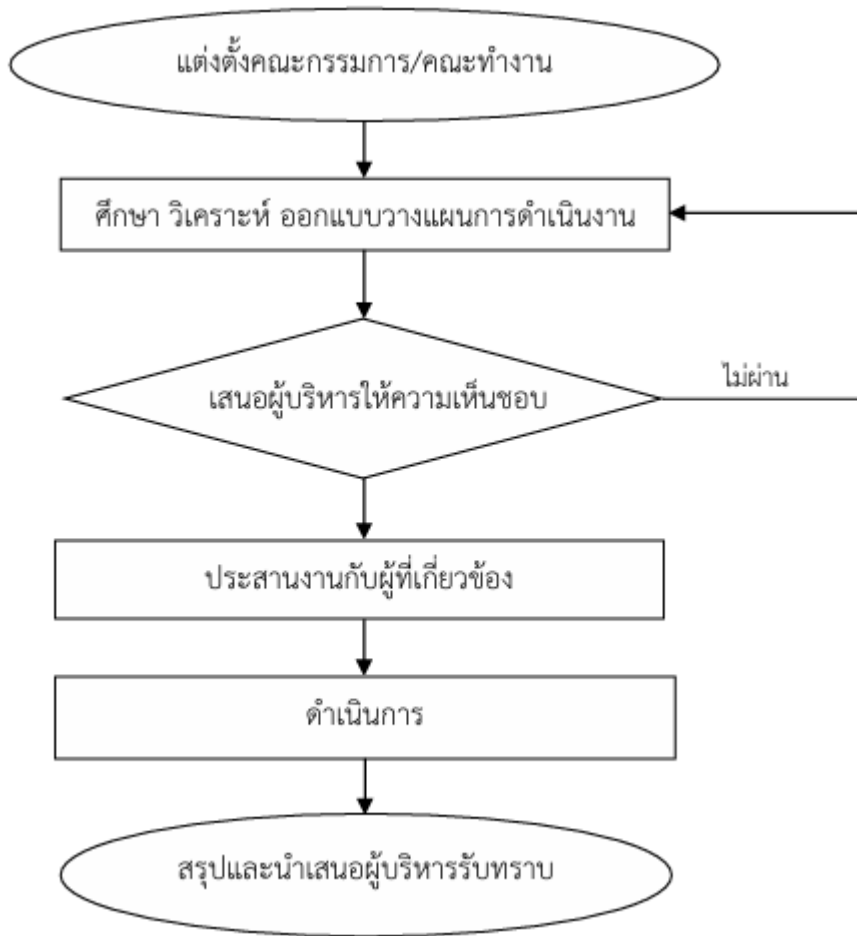 แต่งตั้งคณะกรรมการ/คณะทำงาน
ศึกษา วิเคราะห์ ออกแบบวางแผนการดำเนินงาน
เสนอผู้บริหารให้ความเห็นชอบ
ไม่ผ่าน
ประสานงานกับผู้ที่เกี่ยวข้อง
ดำเนินการ
สรุปและนำเสนอผู้บริหารรับทราบ